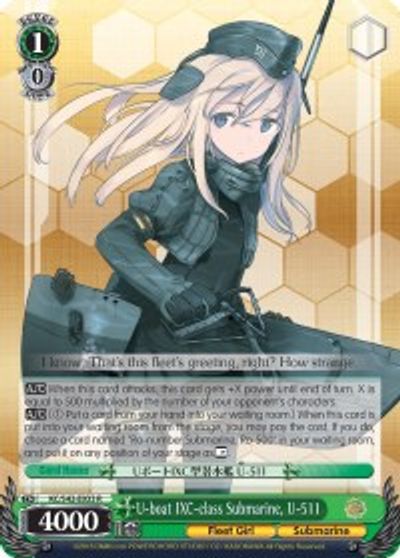 1
0
I know. That's this fleet's greeting, right? How strange.
A/C When this card attacks, this card gets +X power until end of turn. X is
equal to 500 multiplied by the number of your opponent's characters.
A/C [(1) Put a card from your hand into your waiting room] When this card is
put into your waiting room from the stage, you may pay the cost. If you do,
choose a card named "Ro-number Submarine, Ro-500" in your waiting
room, and put it on any position of your stage as
Card Name
U-boat IXC-class Submarine, U-511
4000
Fleet Girl
Submarine